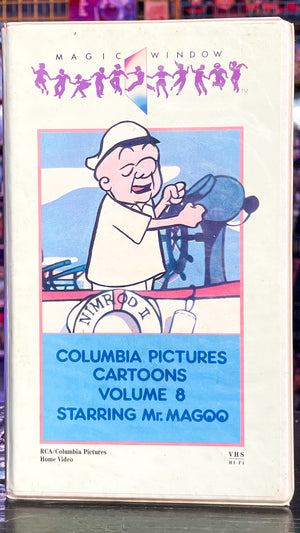 MAGIC WINDOW
TM
NIMROD II
COLUMBIA PICTURES
CARTOONS
VOLUME 8
STARRING Mr. MAGOO
RCA/Columbia Pictures
Home Video
VHS
HI-FI